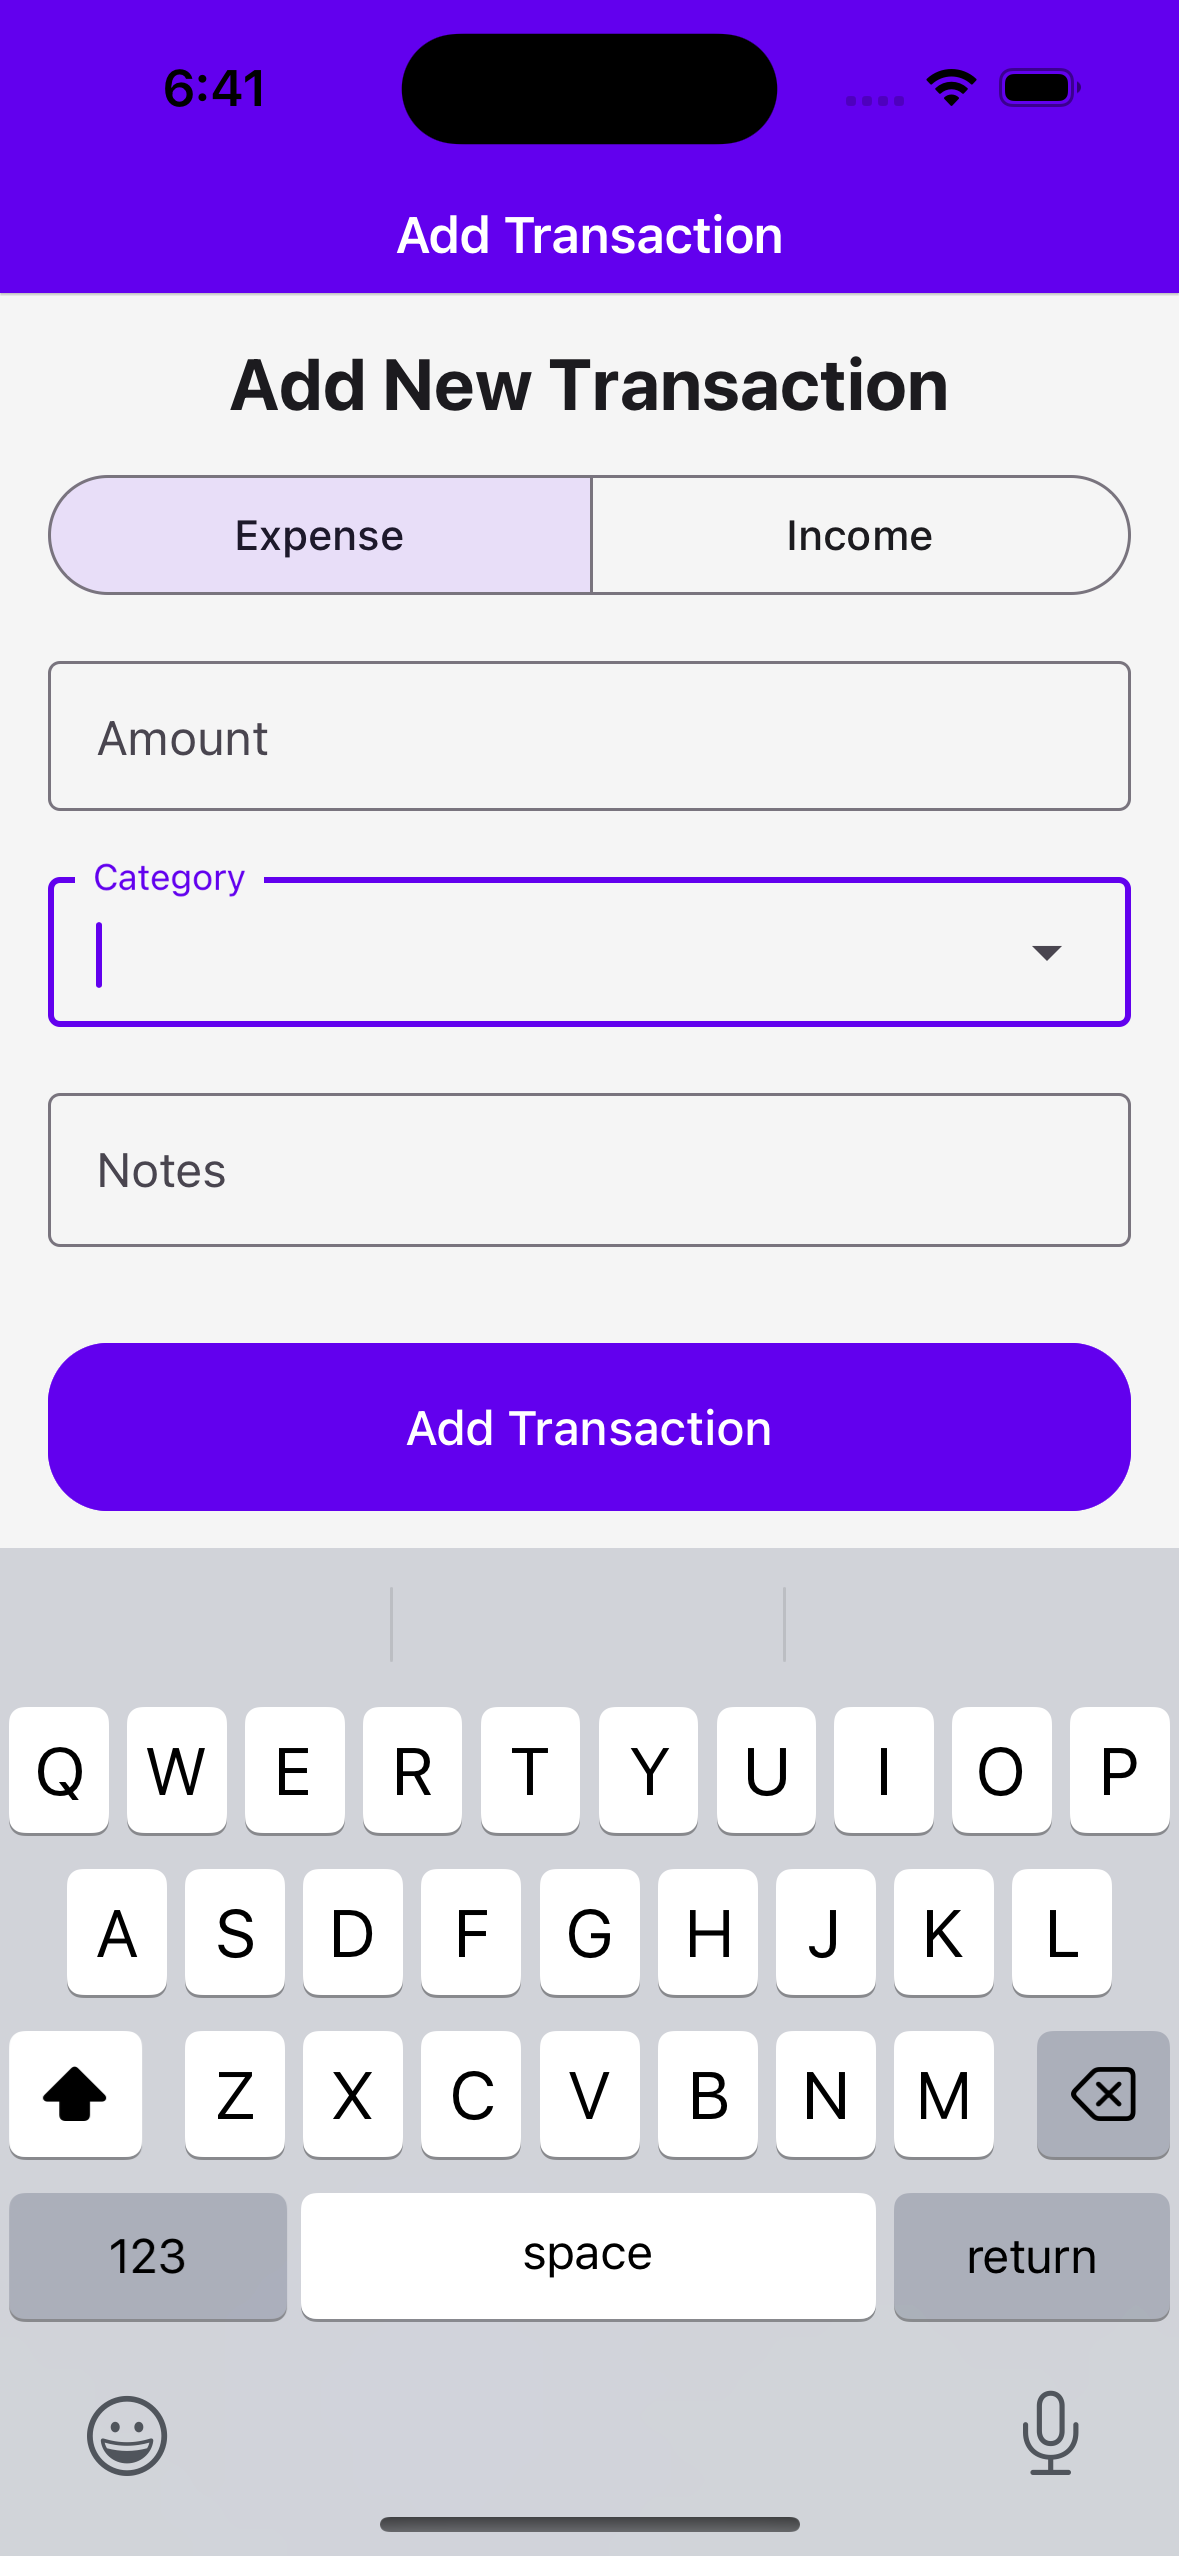 6:41
Add Transaction
Add New Transaction
Expense Income
Amount
Category
Notes
Add Transaction
Q W E R T Y U I O P
A S D F G H J K L
Z X C V B N M
123 space return